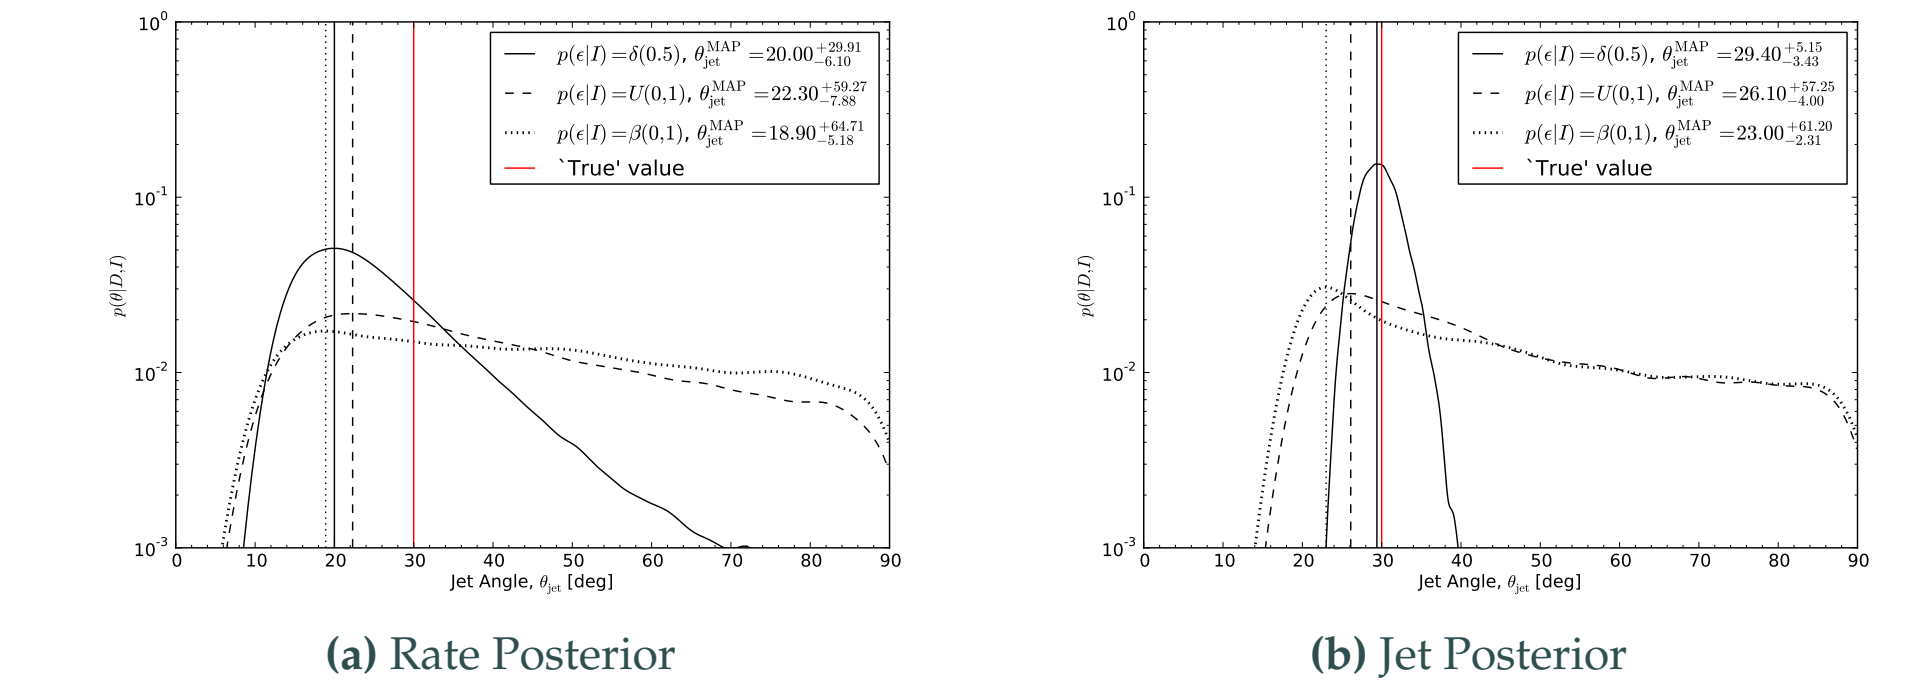 10⁰
10⁻¹
10⁻²
10⁻³
p(θ|D,I)
p(ϵ|I)=δ(0.5), θ_jet^MAP =20.00^{+29.91}_{−6.10}
p(ϵ|I)=U(0,1), θ_jet^MAP =22.30^{+59.27}_{−7.88}
p(ϵ|I)=β(0,1), θ_jet^MAP =18.90^{+64.71}_{−5.18}
`True' value
0 10 20 30 40 50 60 70 80 90
Jet Angle, θ_jet [deg]
(a) Rate Posterior
10⁰
10⁻¹
10⁻²
10⁻³
p(θ|D,I)
p(ϵ|I)=δ(0.5), θ_jet^MAP =29.40^{+5.15}_{−3.43}
p(ϵ|I)=U(0,1), θ_jet^MAP =26.10^{+57.25}_{−4.00}
p(ϵ|I)=β(0,1), θ_jet^MAP =23.00^{+61.20}_{−2.31}
`True' value
0 10 20 30 40 50 60 70 80 90
Jet Angle, θ_jet [deg]
(b) Jet Posterior